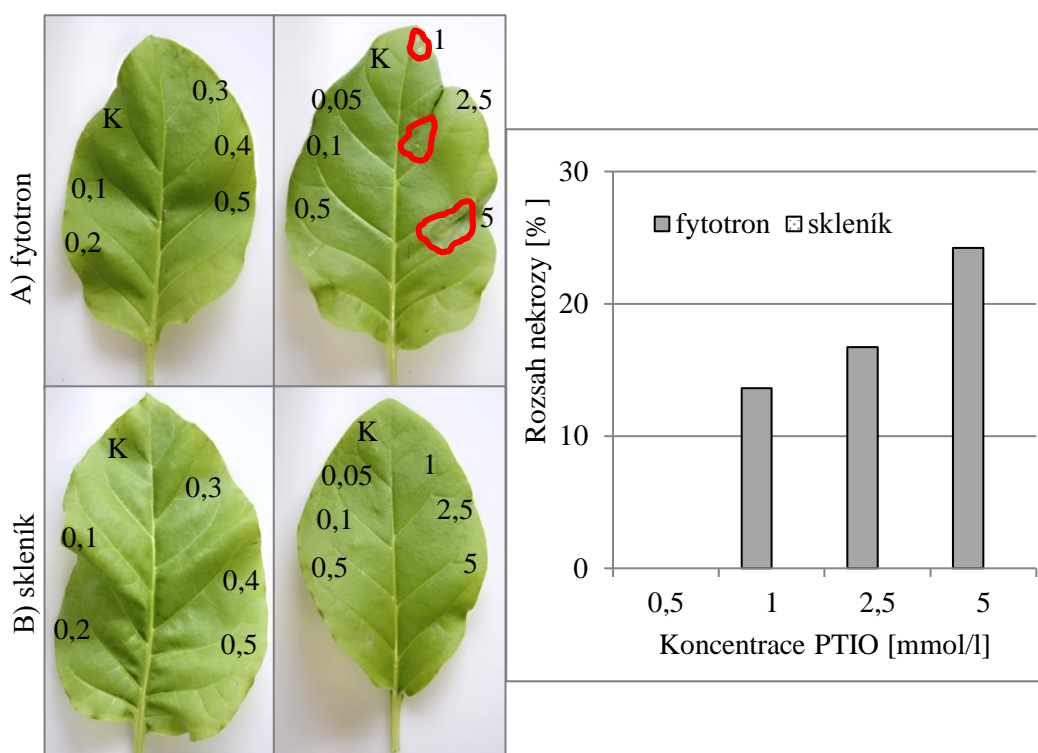 A) fytotron
K
0,1
0,2
0,3
0,4
0,5
K
0,05
0,1
0,5
1
2,5
5
B) skleník
K
0,1
0,2
0,3
0,4
0,5
K
0,05
0,1
0,5
1
2,5
5
Rozsah nekrozy [% ]
30
20
10
0
fytotron skleník
0,5 1 2,5 5
Koncentrace PTIO [mmol/l]